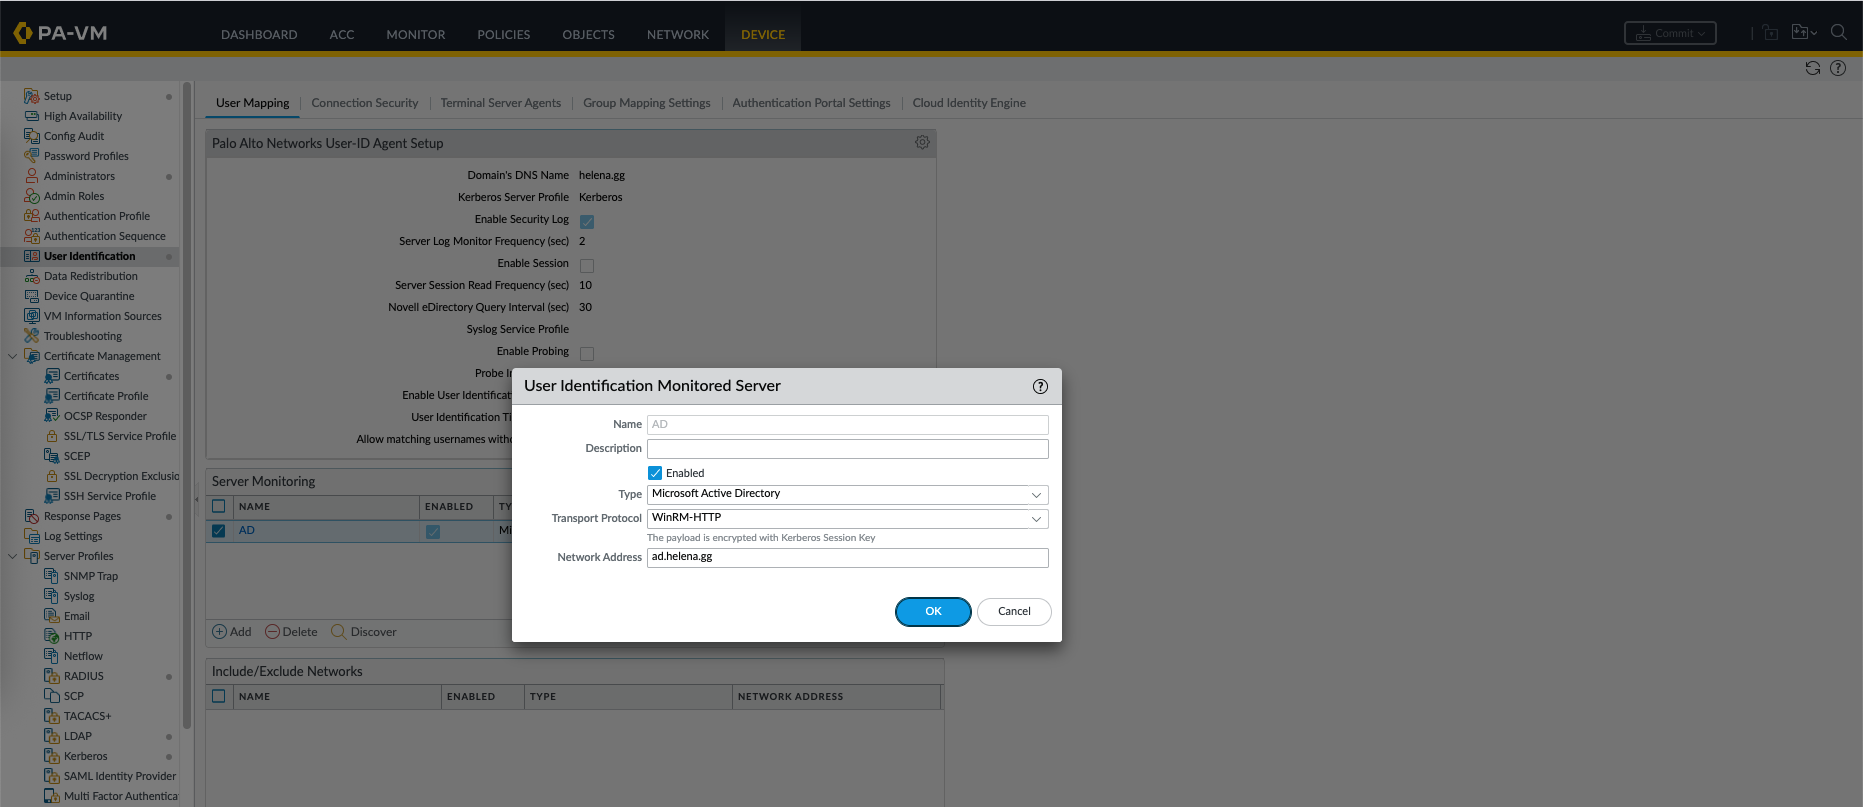 PA-VM
DASHBOARD ACC MONITOR POLICIES OBJECTS NETWORK DEVICE
Commit
Setup
High Availability
Config Audit
Password Profiles
Administrators
Admin Roles
Authentication Profile
Authentication Sequence
User Identification
Data Redistribution
Device Quarantine
VM Information Sources
Troubleshooting
Certificate Management
Certificates
Certificate Profile
OCSP Responder
SSL/TLS Service Profile
SCEP
SSL Decryption Exclusio
SSH Service Profile
Response Pages
Log Settings
Server Profiles
SNMP Trap
Syslog
Email
HTTP
Netflow
RADIUS
SCP
TACACS+
LDAP
Kerberos
SAML Identity Provider
Multi Factor Authentica
User Mapping | Connection Security | Terminal Server Agents | Group Mapping Settings | Authentication Portal Settings | Cloud Identity Engine
Palo Alto Networks User-ID Agent Setup
Domain's DNS Name helena.gg
Kerberos Server Profile Kerberos
Enable Security Log
Server Log Monitor Frequency (sec) 2
Enable Session
Server Session Read Frequency (sec) 10
Novell eDirectory Query Interval (sec) 30
Syslog Service Profile
Enable Probing
Probe In
Enable User Identificat
User Identification Ti
Allow matching usernames witho
Server Monitoring
NAME ENABLED TY
AD Mi
Add Delete Discover
Include/Exclude Networks
NAME ENABLED TYPE NETWORK ADDRESS
User Identification Monitored Server
Name AD
Description
Enabled
Type Microsoft Active Directory
Transport Protocol WinRM-HTTP
The payload is encrypted with Kerberos Session Key
Network Address ad.helena.gg
OK Cancel